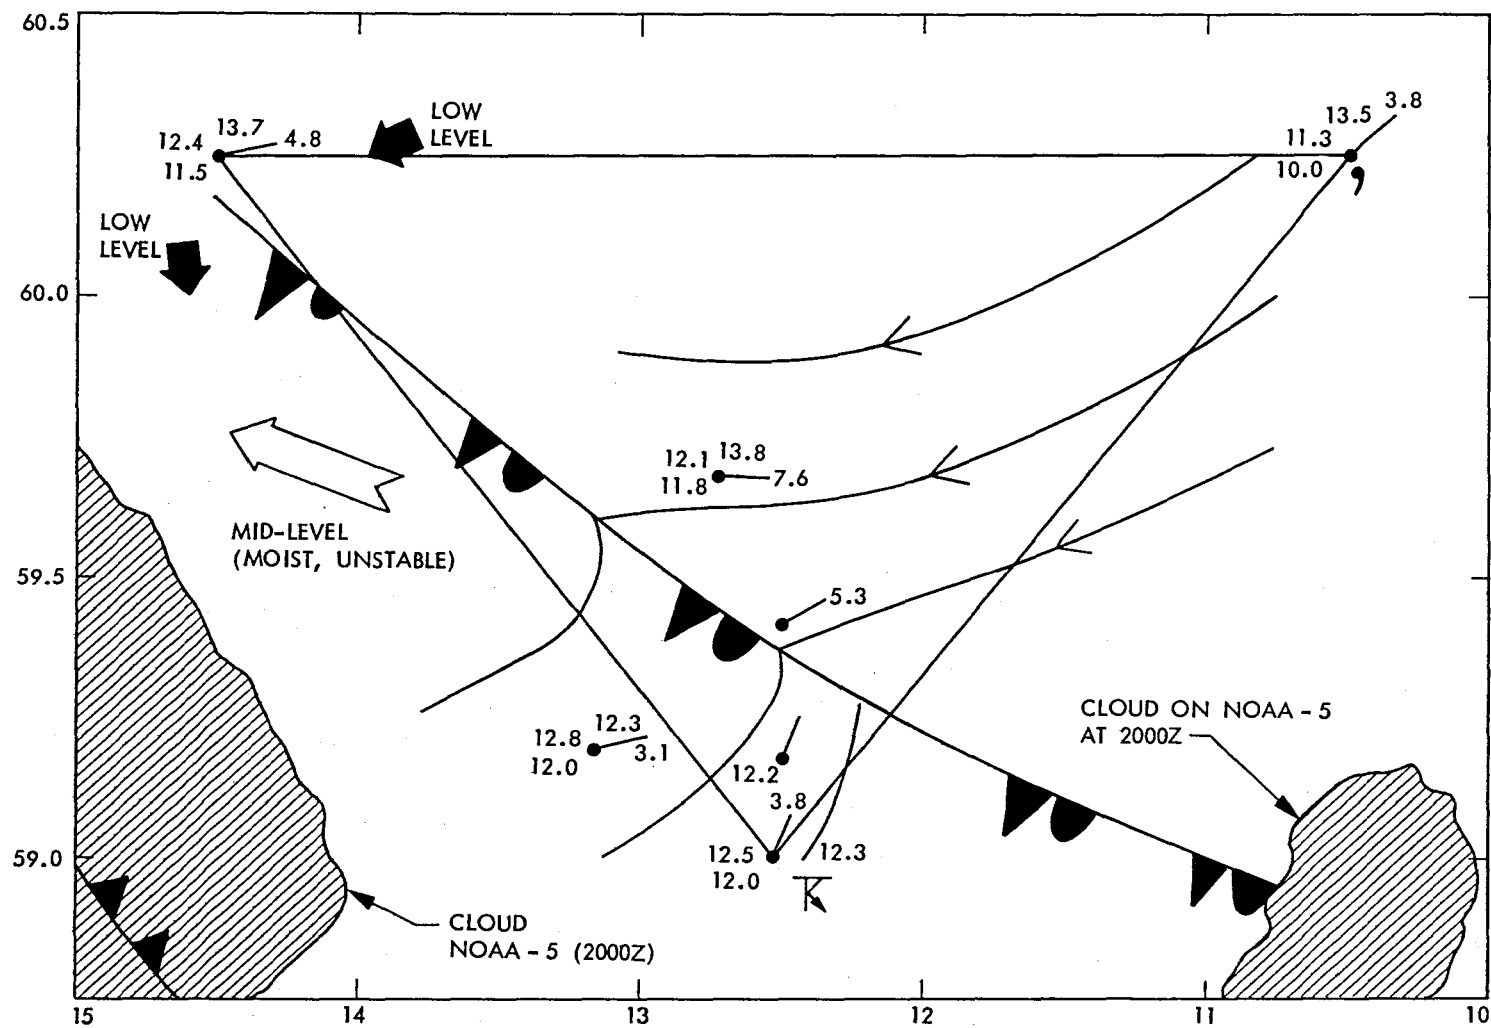 60.5
3.8
13.5
11.3
10.0
LOW
LEVEL
13.7
12.4
4.8
11.5
LOW
LEVEL
60.0
13.8
12.1
7.6
11.8
MID-LEVEL
(MOIST, UNSTABLE)
59.5
5.3
CLOUD ON NOAA-5
AT 2000Z
12.3
12.8
3.1
12.0
12.2
3.8
59.0
12.5
12.3
12.0
CLOUD
NOAA-5 (2000Z)
15 14 13 12 11 10